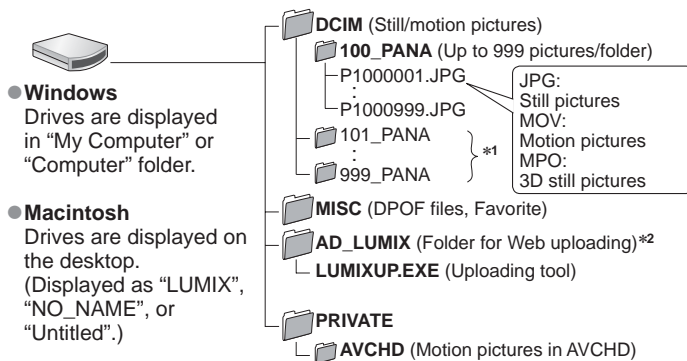 ● Windows
Drives are displayed
in “My Computer” or
“Computer” folder.
● Macintosh
Drives are displayed on
the desktop.
(Displayed as “LUMIX”,
“NO_NAME”, or
“Untitled”.)
DCIM (Still/motion pictures)
100_PANA (Up to 999 pictures/folder)
P1000001.JPG
:
P1000999.JPG
101_PANA
:
999_PANA
*1
JPG:
Still pictures
MOV:
Motion pictures
MPO:
3D still pictures
MISC (DPOF files, Favorite)
AD_LUMIX (Folder for Web uploading)*2
LUMIXUP.EXE (Uploading tool)
PRIVATE
AVCHD (Motion pictures in AVCHD)